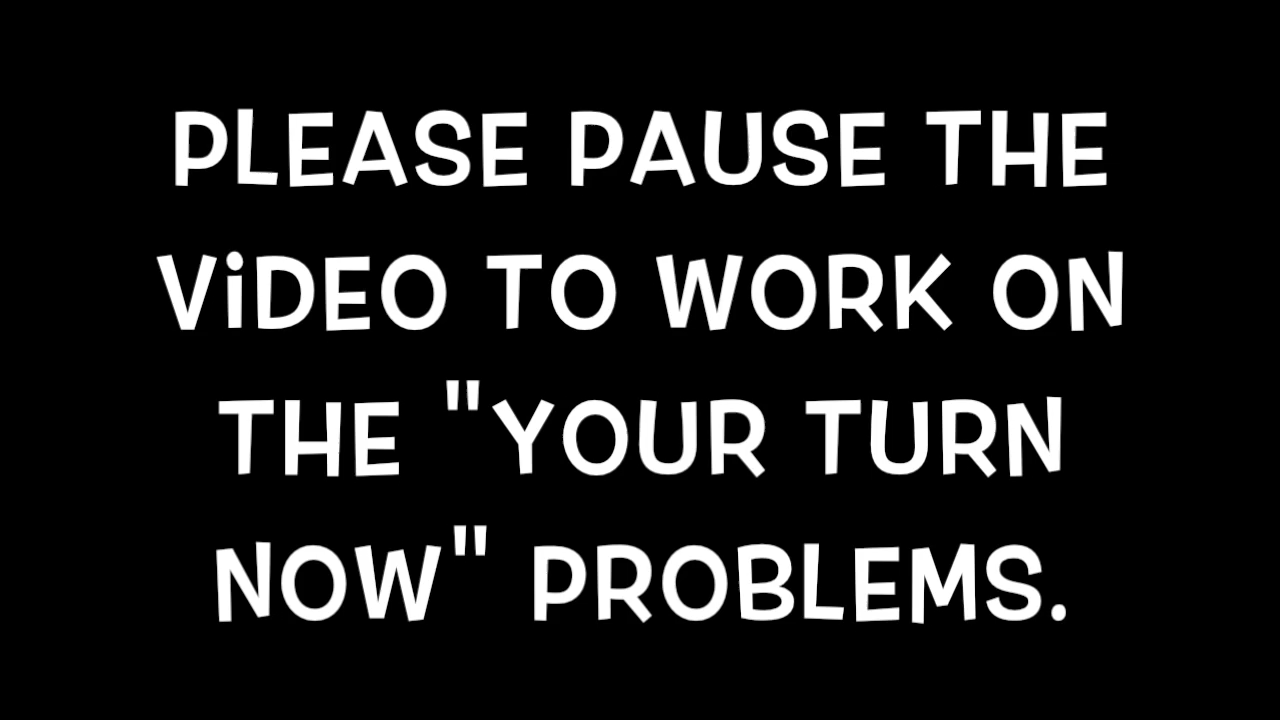 PLEASE PAUSE THE
ViDEO TO WORK ON
THE "YOUR TURN
NOW" PROBLEMS.